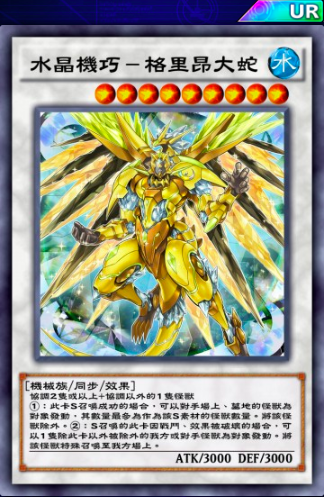 UR
水晶機巧－格里昂大蛇
水
[機械族/同步/效果]
協調2隻或以上+協調以外的1隻怪獸
①：此卡S召喚成功的場合，可以對手場上、墓地的怪獸為
對象發動，其數量最多為作為該S素材的怪獸數量。將該怪
獸除外。②：S召喚的此卡因戰鬥、效果被破壞的場合，可
以1隻除此卡以外被除外的我方或對手怪獸為對象發動。將
該怪獸特殊召喚至我方場上。
ATK/3000 DEF/3000